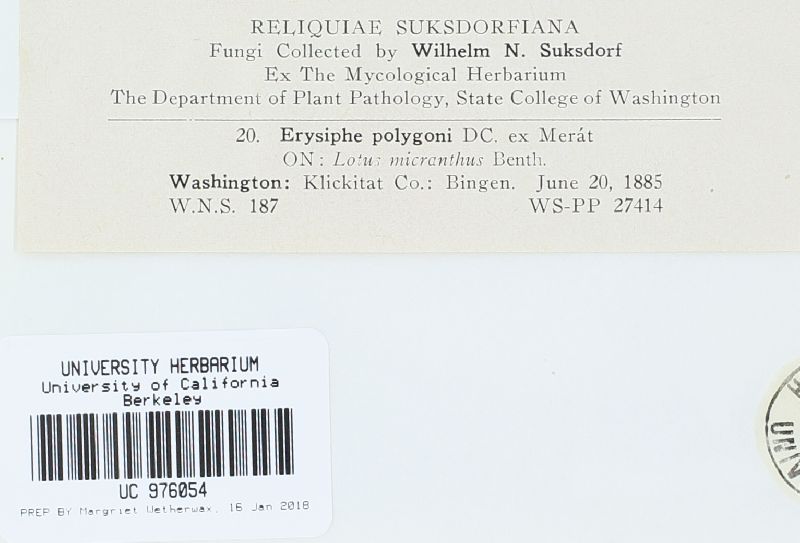 RELIQUIAE SUKSDORFIANA
Fungi Collected by Wilhelm N. Suksdorf
Ex The Mycological Herbarium
The Department of Plant Pathology, State College of Washington
20. Erysiphe polygoni DC. ex Merát
ON: Lotus micranthus Benth.
Washington: Klickitat Co.: Bingen. June 20, 1885
W.N.S. 187 WS-PP 27414
UNIVERSITY HERBARIUM
University of California
Berkeley
UC 976054
PREP BY Margriet Wetherwax, 16 Jan 2018